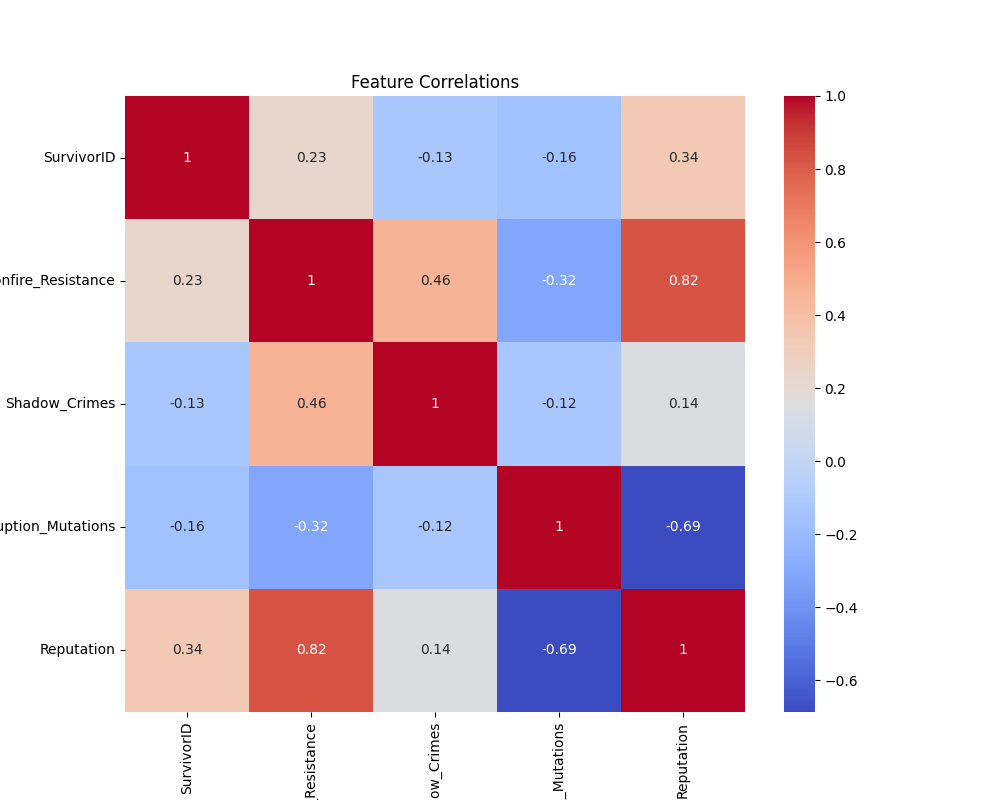 Feature Correlations
SurvivorID 1 0.23 -0.13 -0.16 0.34
nfire_Resistance 0.23 1 0.46 -0.32 0.82
Shadow_Crimes -0.13 0.46 1 -0.12 0.14
uption_Mutations -0.16 -0.32 -0.12 1 -0.69
Reputation 0.34 0.82 0.14 -0.69 1
SurvivorID
_Resistance
ow_Crimes
_Mutations
Reputation
1.0
0.8
0.6
0.4
0.2
0.0
−0.2
−0.4
−0.6